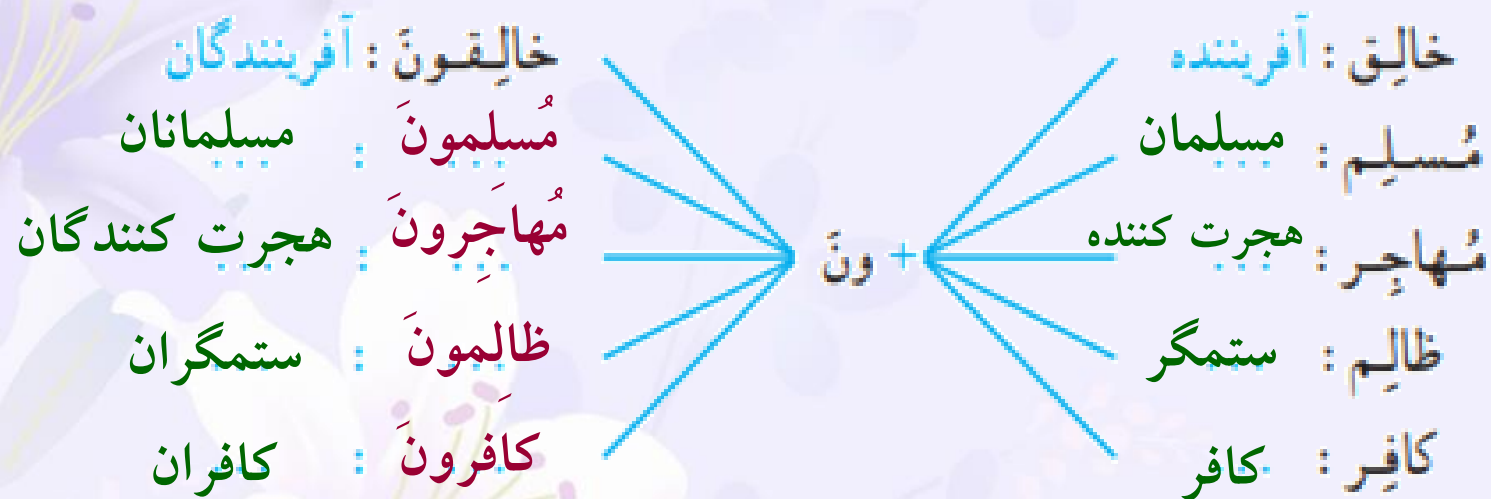 خالِق : آفریننده خالِقونَ : آفرینندگان
مُسلِم : مسلمان مُسلِمونَ : مسلمانان
مُهاجِر : هجرت کننده + ونَ مُهاجِرونَ : هجرت کنندگان
ظالِم : ستمگر ظالِمونَ : ستمگران
کافِر : کافر کافِرونَ : کافران